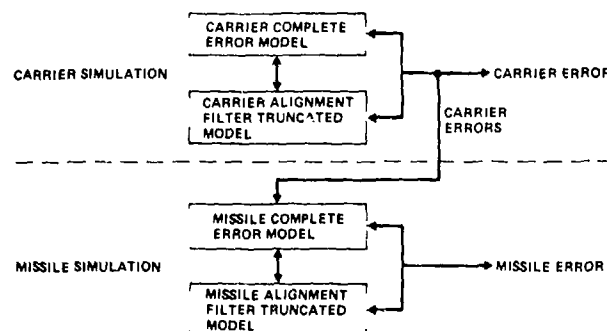 CARRIER COMPLETE
ERROR MODEL
CARRIER SIMULATION
CARRIER ERROR
CARRIER ALIGNMENT
FILTER TRUNCATED
MODEL
CARRIER
ERRORS
MISSILE COMPLETE
ERROR MODEL
MISSILE SIMULATION
MISSILE ERROR
MISSILE ALIGNMENT
FILTER TRUNCATED
MODEL